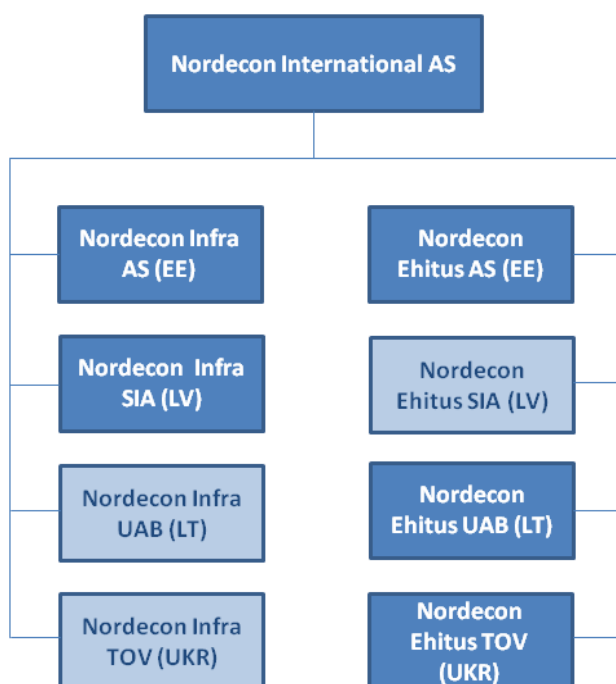 Nordecon International AS
Nordecon Infra
AS (EE)
Nordecon
Ehitus AS (EE)
Nordecon Infra
SIA (LV)
Nordecon
Ehitus SIA (LV)
Nordecon Infra
UAB (LT)
Nordecon
Ehitus UAB (LT)
Nordecon Infra
TOV (UKR)
Nordecon
Ehitus TOV
(UKR)